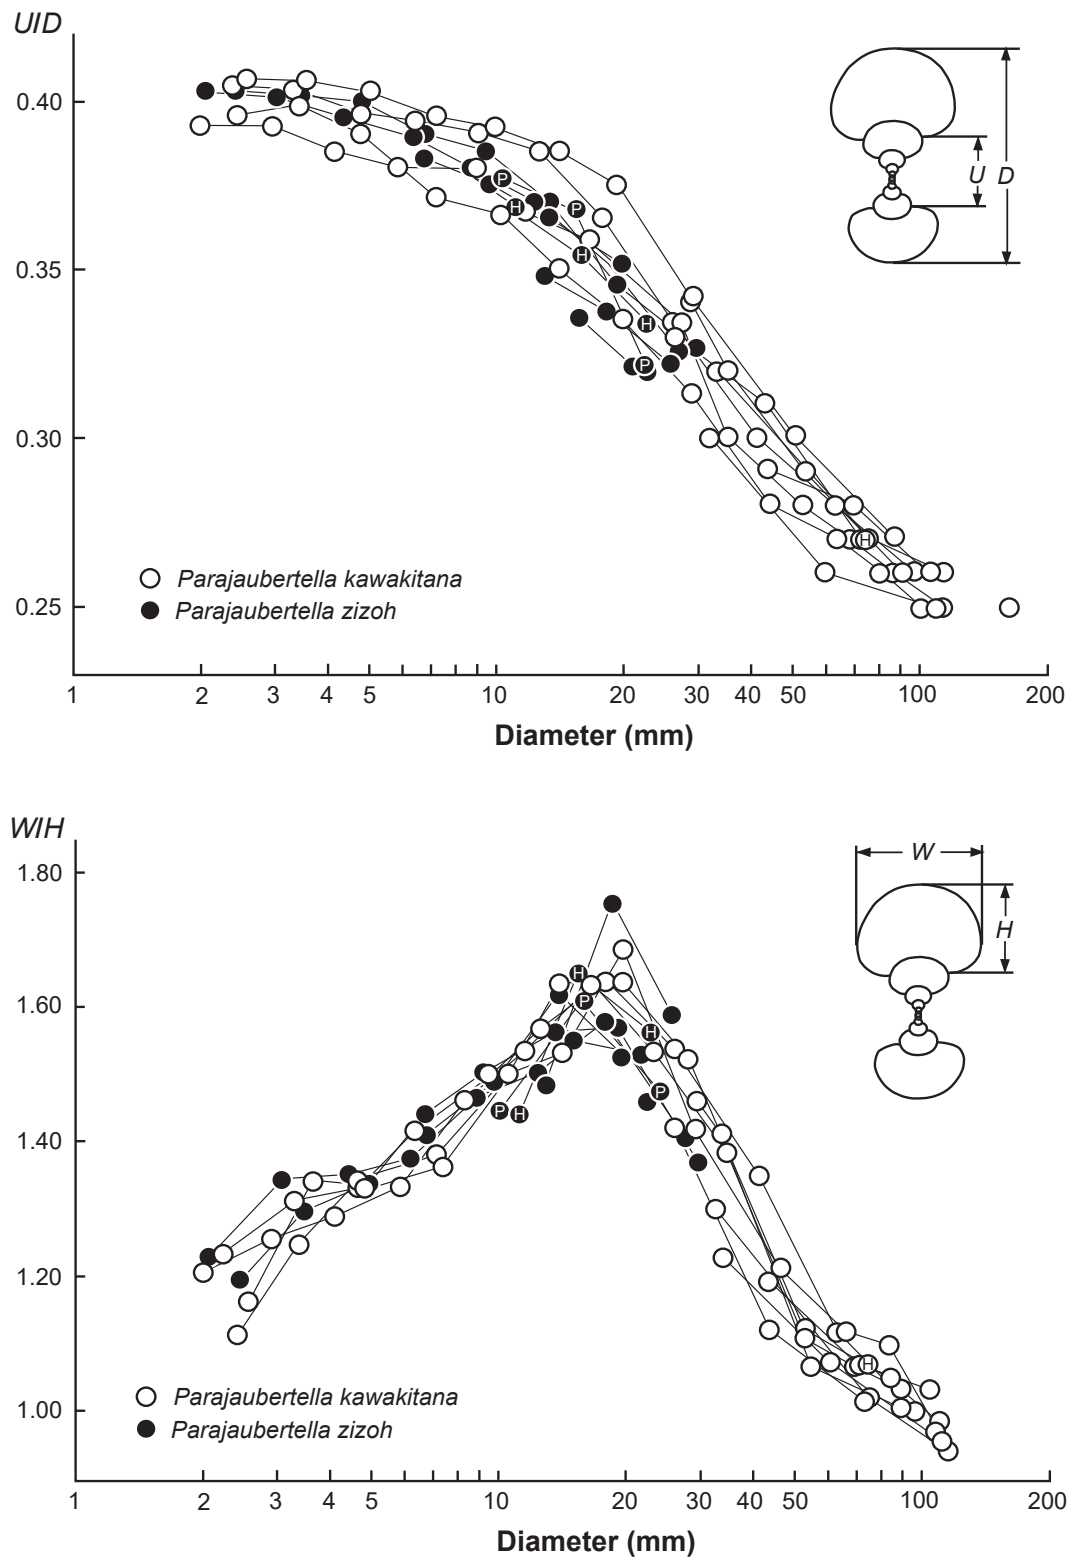 UID
0.40
0.35
0.30
0.25
U D
P
P
H
H
H
P
H
Parajaubertella kawakitana
Parajaubertella zizoh
1 2 3 4 5 10 20 30 40 50 100 200
Diameter (mm)
WIH
1.80
1.60
1.40
1.20
1.00
W
H
H
P
H
P
P H
H
Parajaubertella kawakitana
Parajaubertella zizoh
1 2 3 4 5 10 20 30 40 50 100 200
Diameter (mm)